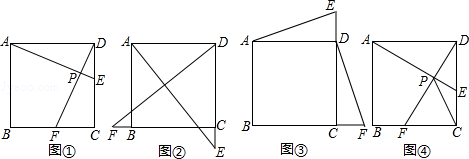 A D P E B F C
A D F B C E
E A D B C F
A D P E B F C
图① 图② 图③ 图④